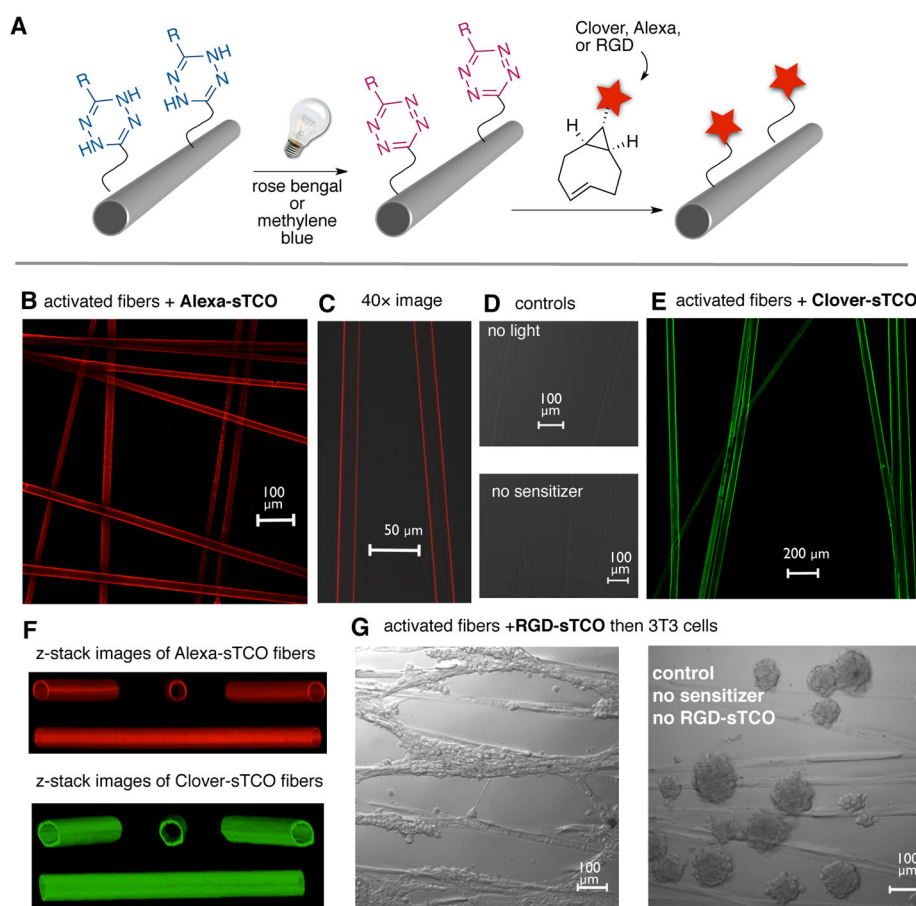 A
R
N
NH
N
HN
R
N
NH
N
HN
rose bengal
or
methylene
blue
R
N
N
N
N
R
N
N
N
N
Clover, Alexa,
or RGD
H
H
B activated fibers + Alexa-sTCO
100
µm
C 40× image
50 µm
D controls
no light
100
µm
no sensitizer
100
µm
E activated fibers + Clover-sTCO
200 µm
F
z-stack images of Alexa-sTCO fibers
z-stack images of Clover-sTCO fibers
G activated fibers +RGD-sTCO then 3T3 cells
100
µm
control
no sensitizer
no RGD-sTCO
100
µm